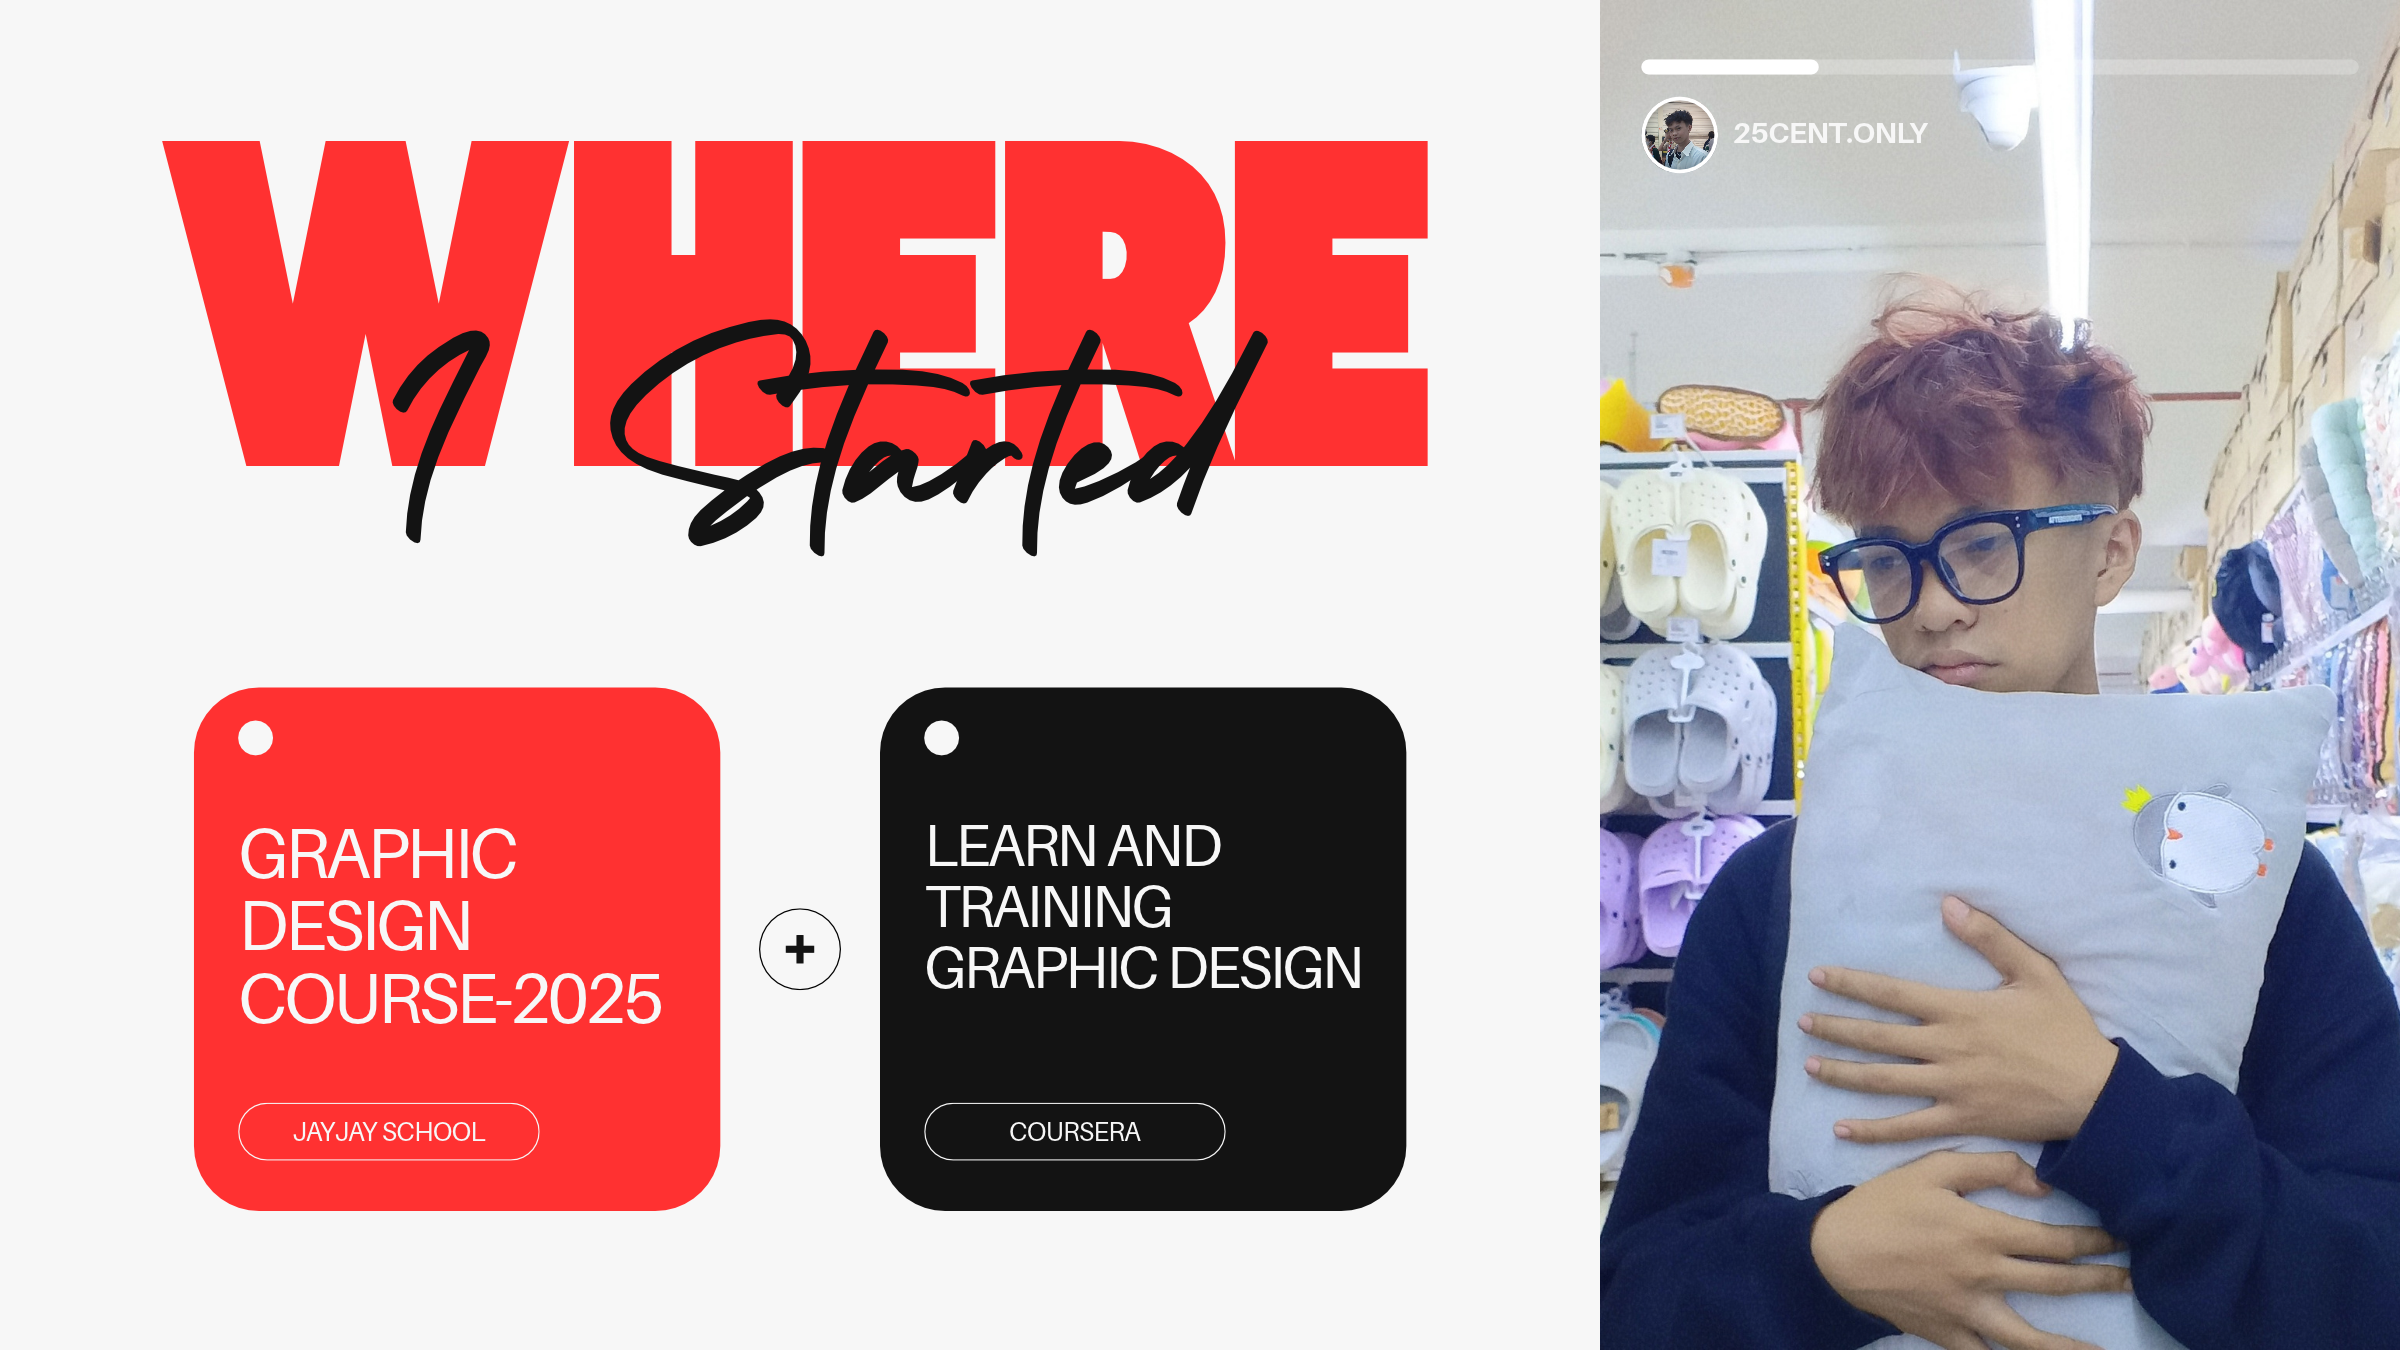 WHERE
I Started
GRAPHIC
DESIGN
COURSE-2025
JAYJAY SCHOOL
+
LEARN AND
TRAINING
GRAPHIC DESIGN
COURSERA
25CENT.ONLY